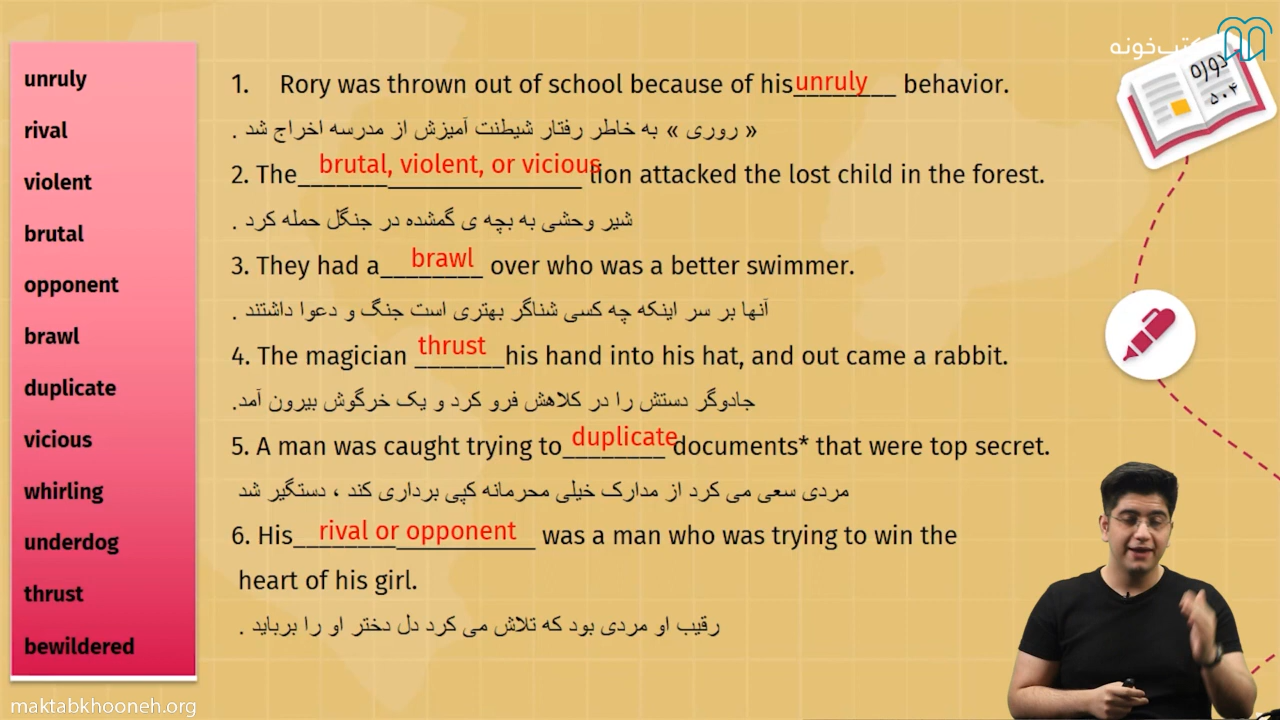 مکتب‌خونه
دوره
۵۰۴
unruly
rival
violent
brutal
opponent
brawl
duplicate
vicious
whirling
underdog
thrust
bewildered
1. Rory was thrown out of school because of his unruly________ behavior.
« روری » به خاطر رفتار شیطنت آمیزش از مدرسه اخراج شد .
2. The_____________________ brutal, violent, or vicious lion attacked the lost child in the forest.
شیر وحشی به بچه ی گمشده در جنگل حمله کرد .
3. They had a________ brawl over who was a better swimmer.
آنها بر سر اینکه چه کسی شناگر بهتری است جنگ و دعوا داشتند .
4. The magician _______ thrust his hand into his hat, and out came a rabbit.
جادوگر دستش را در کلاهش فرو کرد و یک خرگوش بیرون آمد.
5. A man was caught trying to________ duplicate documents* that were top secret.
مردی سعی می کرد از مدارک خیلی محرمانه کپی برداری کند ، دستگیر شد
6. His___________________ rival or opponent was a man who was trying to win the
heart of his girl.
رقیب او مردی بود که تلاش می کرد دل دختر او را برباید .
maktabkhooneh.org